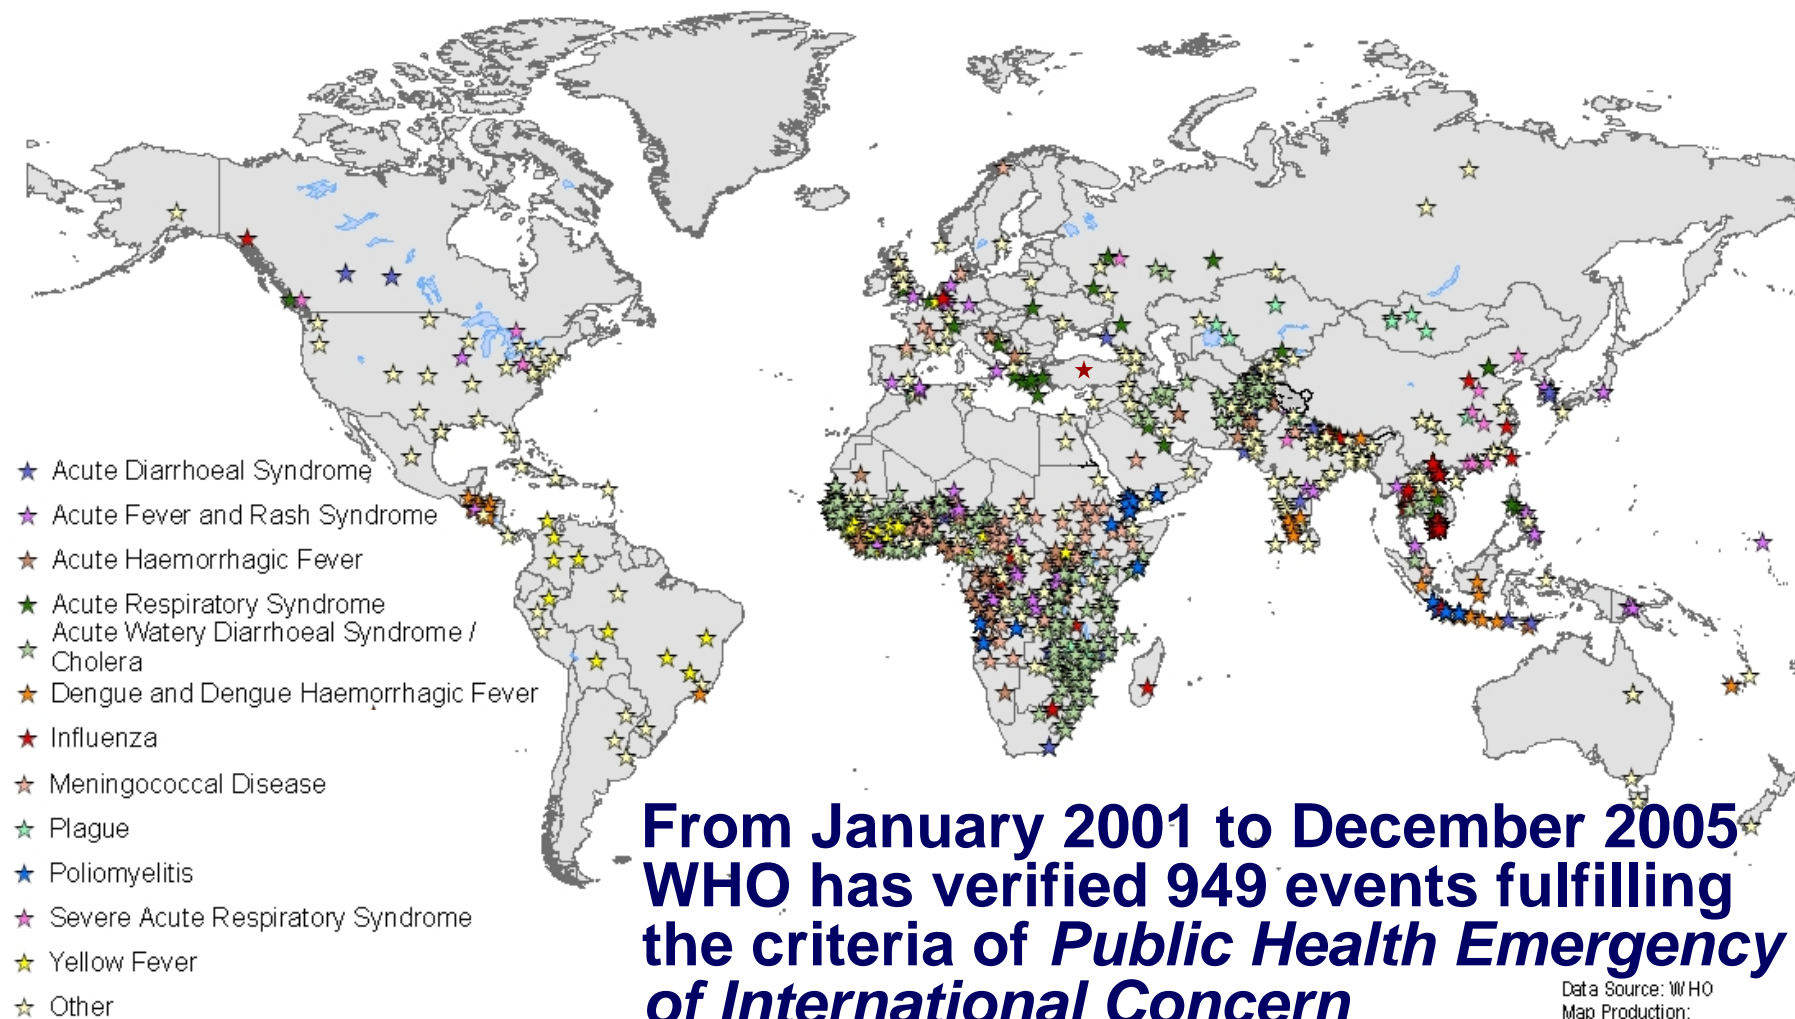 Acute Diarrhoeal Syndrome
Acute Fever and Rash Syndrome
Acute Haemorrhagic Fever
Acute Respiratory Syndrome
Acute Watery Diarrhoeal Syndrome /
Cholera
Dengue and Dengue Haemorrhagic Fever
Influenza
Meningococcal Disease
Plague
Poliomyelitis
Severe Acute Respiratory Syndrome
Yellow Fever
Other
From January 2001 to December 2005
WHO has verified 949 events fulfilling
the criteria of Public Health Emergency
of International Concern
Data Source: WHO
Map Production: